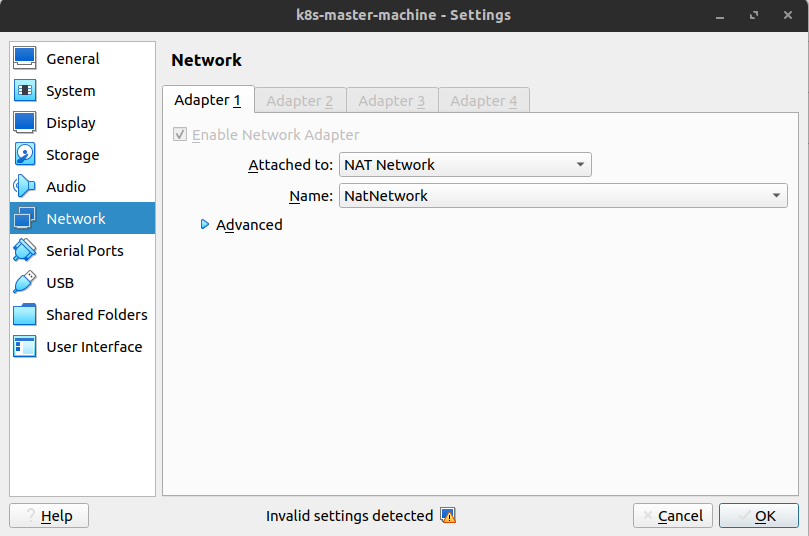 k8s-master-machine - Settings
General
System
Display
Storage
Audio
Network
Serial Ports
USB
Shared Folders
User Interface
Network
Adapter 1 Adapter 2 Adapter 3 Adapter 4
Enable Network Adapter
Attached to: NAT Network
Name: NatNetwork
Advanced
? Help Invalid settings detected Cancel OK